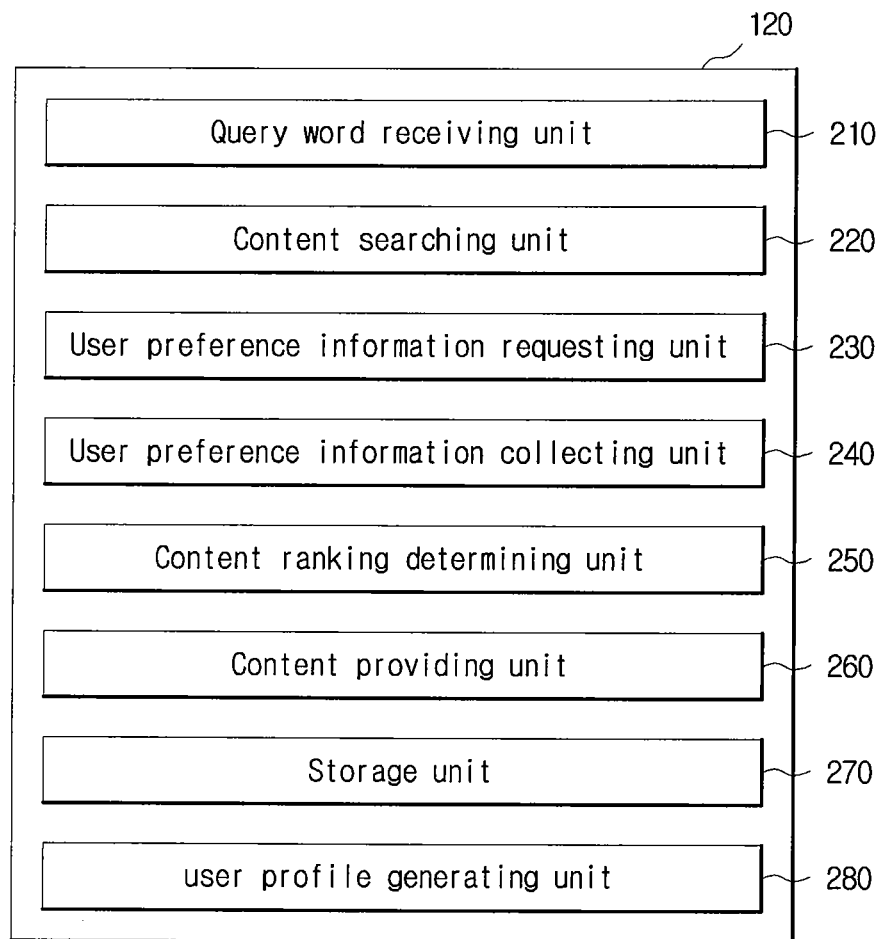 120
Query word receiving unit 210
Content searching unit 220
User preference information requesting unit 230
User preference information collecting unit 240
Content ranking determining unit 250
Content providing unit 260
Storage unit 270
user profile generating unit 280